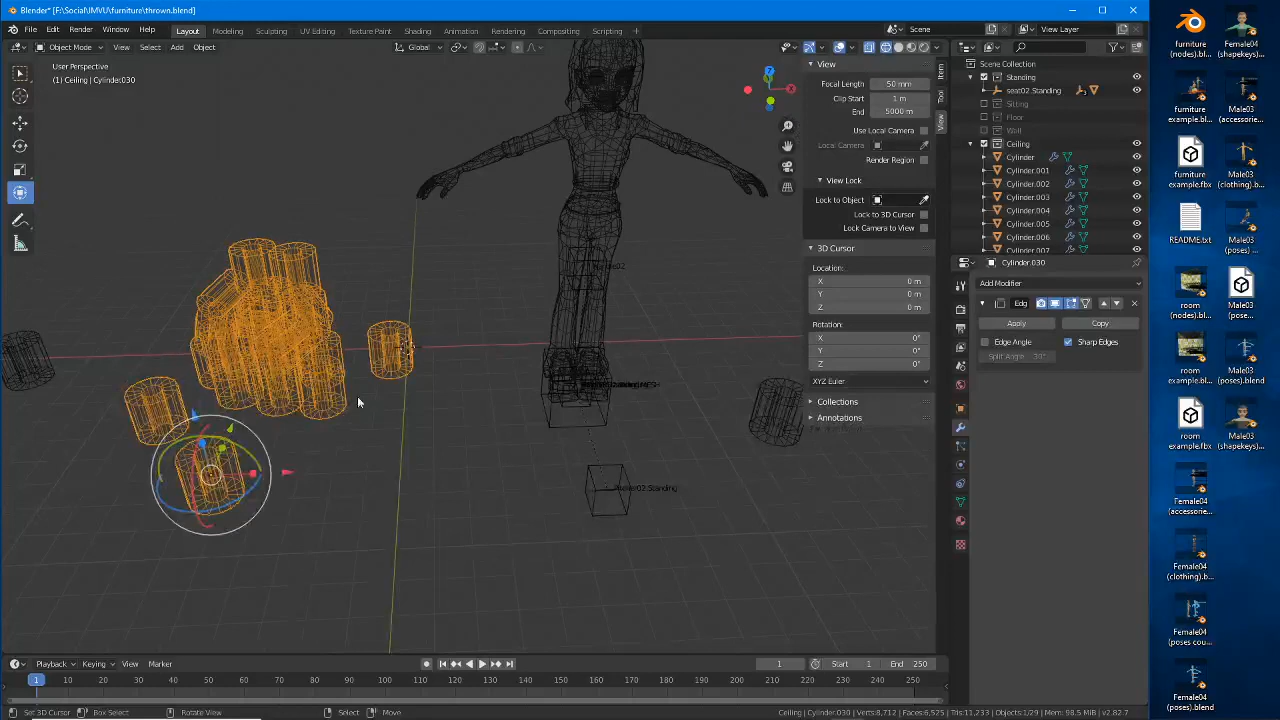 Blender* [F:\Social\IMVU\furniture\thrown.blend]
File Edit Render Window Help Layout Modeling Sculpting UV Editing Texture Paint Shading Animation Rendering Compositing Scripting + Scene View Layer
Object Mode View Select Add Object Global
User Perspective
(1) Ceiling | Cylinder.030
View
Focal Length 50 mm
Clip Start 1 m
End 5000 m
Use Local Camera
Local Camera
Render Region
View Lock
Lock to Object
Lock to 3D Cursor
Lock Camera to View
3D Cursor
Location:
X 0 m
Y 0 m
Z 0 m
Rotation:
X 0°
Y 0°
Z 0°
XYZ Euler
Collections
Annotations
Item
Tool
View
Z
X
Scene Collection
Standing
seat02.Standing
Sitting
Floor
Wall
Ceiling
Cylinder
Cylinder.001
Cylinder.002
Cylinder.003
Cylinder.004
Cylinder.005
Cylinder.006
Cylinder.007
Cylinder.030
Add Modifier
Edg
Apply Copy
Edge Angle Sharp Edges
Split Angle 30°
Playback Keying View Marker 1 Start 1 End 250
1 10 20 30 40 50 60 70 80 90 100 110 120 130 140 150 160 170 180 190 200 210 220 230 240 250
Set 3D Cursor Box Select Rotate View Select Move Ceiling | Cylinder.030 | Verts:8,712 | Faces:6,525 | Tris:11,233 | Objects:1/29 | Mem: 98.5 MiB | v2.82.7
furniture
(nodes).bl...
Female04
(shapekeys)...
furniture
example.bl...
Male03
(accessorie...
furniture
example.fbx
Male03
(clothing).b...
README.txt
Male03
(poses) ...
room
(nodes).bl...
Male03
(shapekeys...
room
example.bl...
Male03
(poses).blend
room
example.fbx
Male03
(shapekeys)...
Female04
(accessorie...
Female04
(clothing).b...
Female04
(poses cou...
Female04
(poses).blend